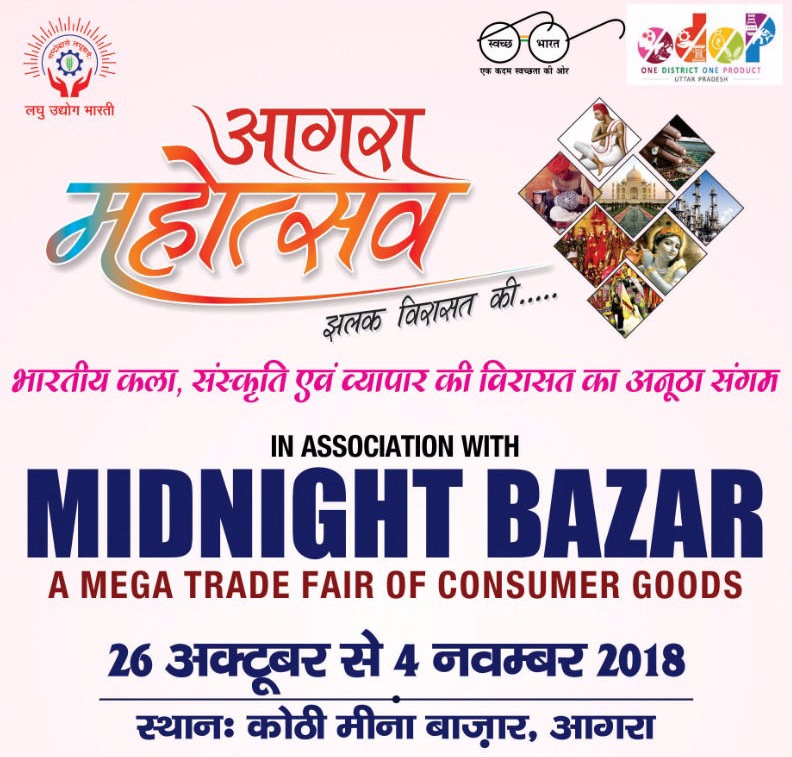 लघु उद्योग भारती
स्वच्छ भारत
एक कदम स्वच्छता की ओर
ONE DISTRICT ONE PRODUCT
UTTAR PRADESH
आगरा
महोत्सव
झलक विरासत की.....
भारतीय कला, संस्कृति एवं व्यापार की विरासत का अनूठा संगम
IN ASSOCIATION WITH
MIDNIGHT BAZAR
A MEGA TRADE FAIR OF CONSUMER GOODS
26 अक्टूबर से 4 नवम्बर 2018
स्थानः कोठी मीना बाज़ार, आगरा